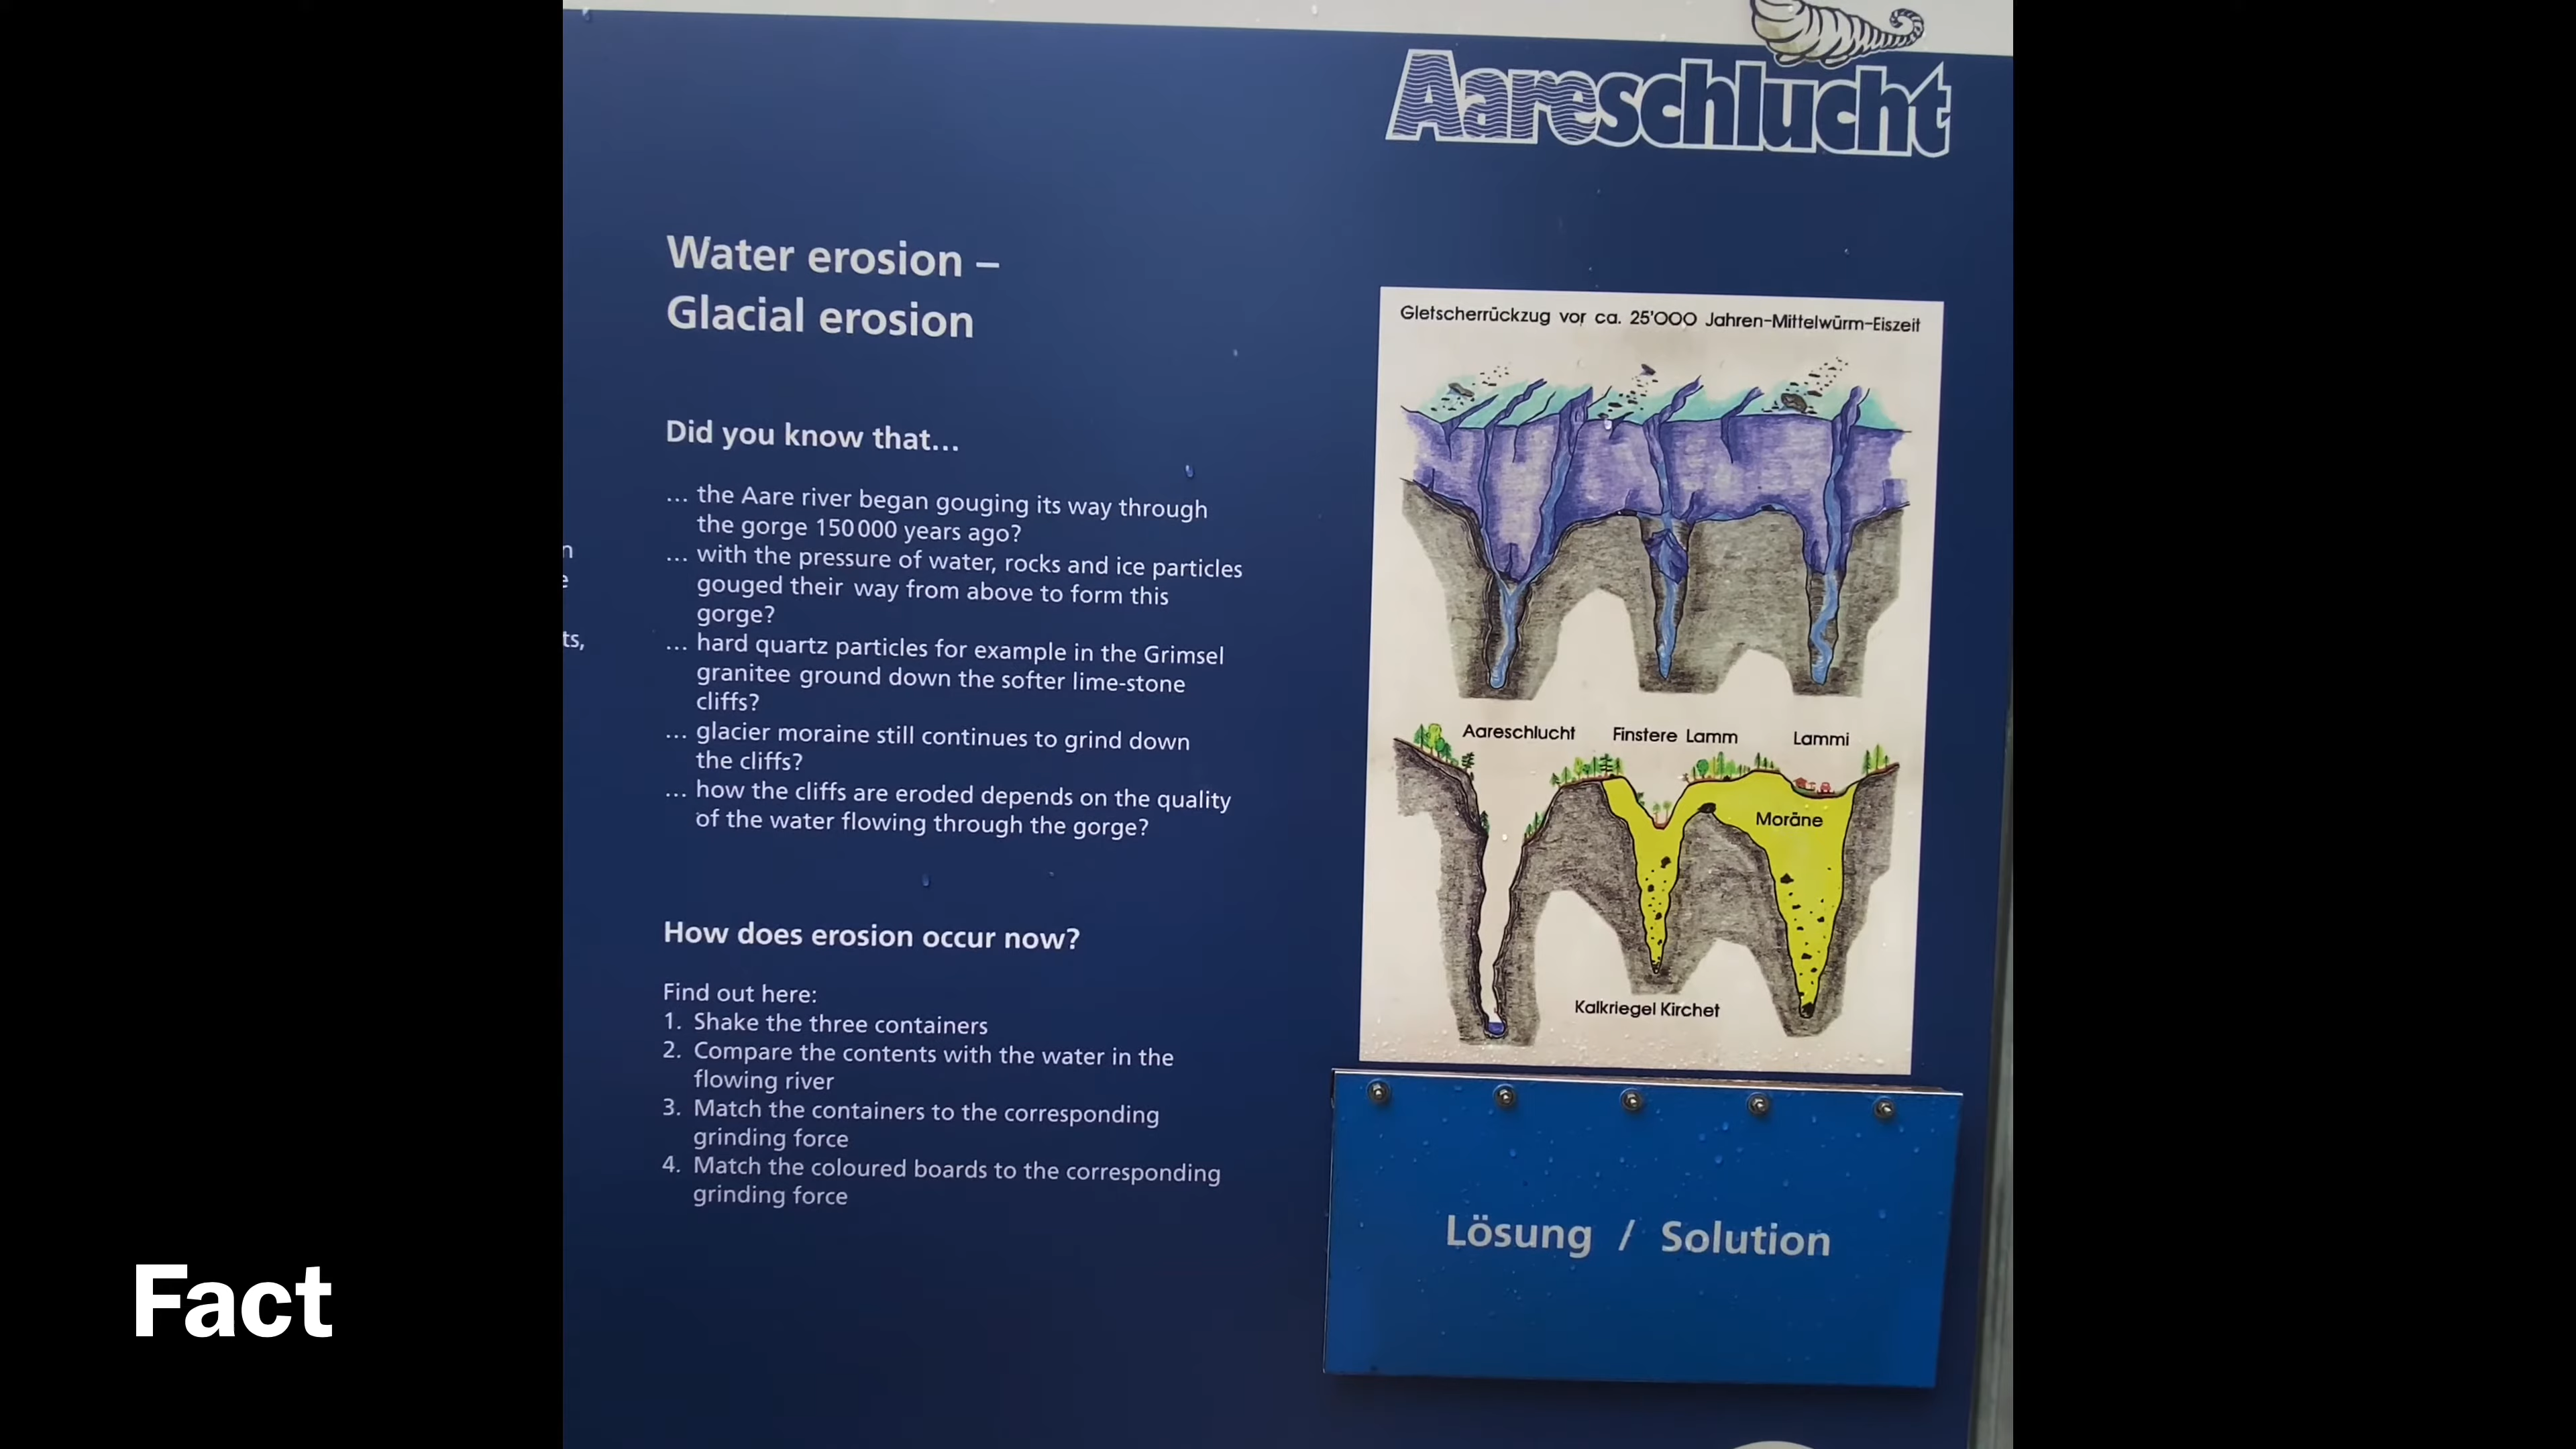 Aareschlucht
Water erosion –
Glacial erosion
Did you know that...
... the Aare river began gouging its way through
the gorge 150 000 years ago?
... with the pressure of water, rocks and ice particles
gouged their way from above to form this
gorge?
... hard quartz particles for example in the Grimsel
granitee ground down the softer lime-stone
cliffs?
... glacier moraine still continues to grind down
the cliffs?
... how the cliffs are eroded depends on the quality
of the water flowing through the gorge?
How does erosion occur now?
Find out here:
1. Shake the three containers
2. Compare the contents with the water in the
flowing river
3. Match the containers to the corresponding
grinding force
4. Match the coloured boards to the corresponding
grinding force
Gletscherrückzug vor ca. 25'000 Jahren-Mittelwürm-Eiszeit
Aareschlucht Finstere Lamm Lammi
Moräne
Kalkriegel Kirchet
Lösung / Solution
Fact